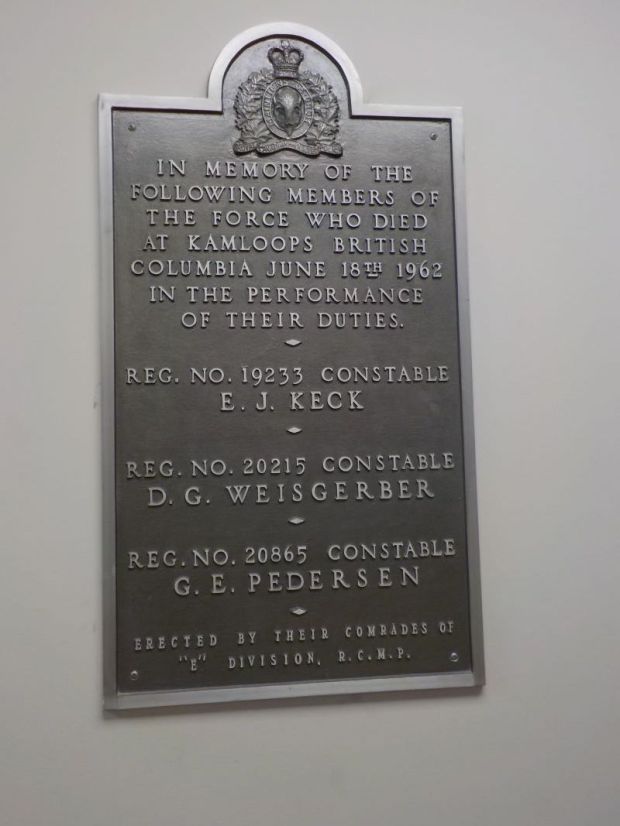 IN MEMORY OF THE
FOLLOWING MEMBERS OF
THE FORCE WHO DIED
AT KAMLOOPS BRITISH
COLUMBIA JUNE 18TH 1962
IN THE PERFORMANCE
OF THEIR DUTIES.
REG. NO. 19233 CONSTABLE
E. J. KECK
REG. NO. 20215 CONSTABLE
D. G. WEISGERBER
REG. NO. 20865 CONSTABLE
G. E. PEDERSEN
ERECTED BY THEIR COMRADES OF
"E" DIVISION, R.C.M.P.